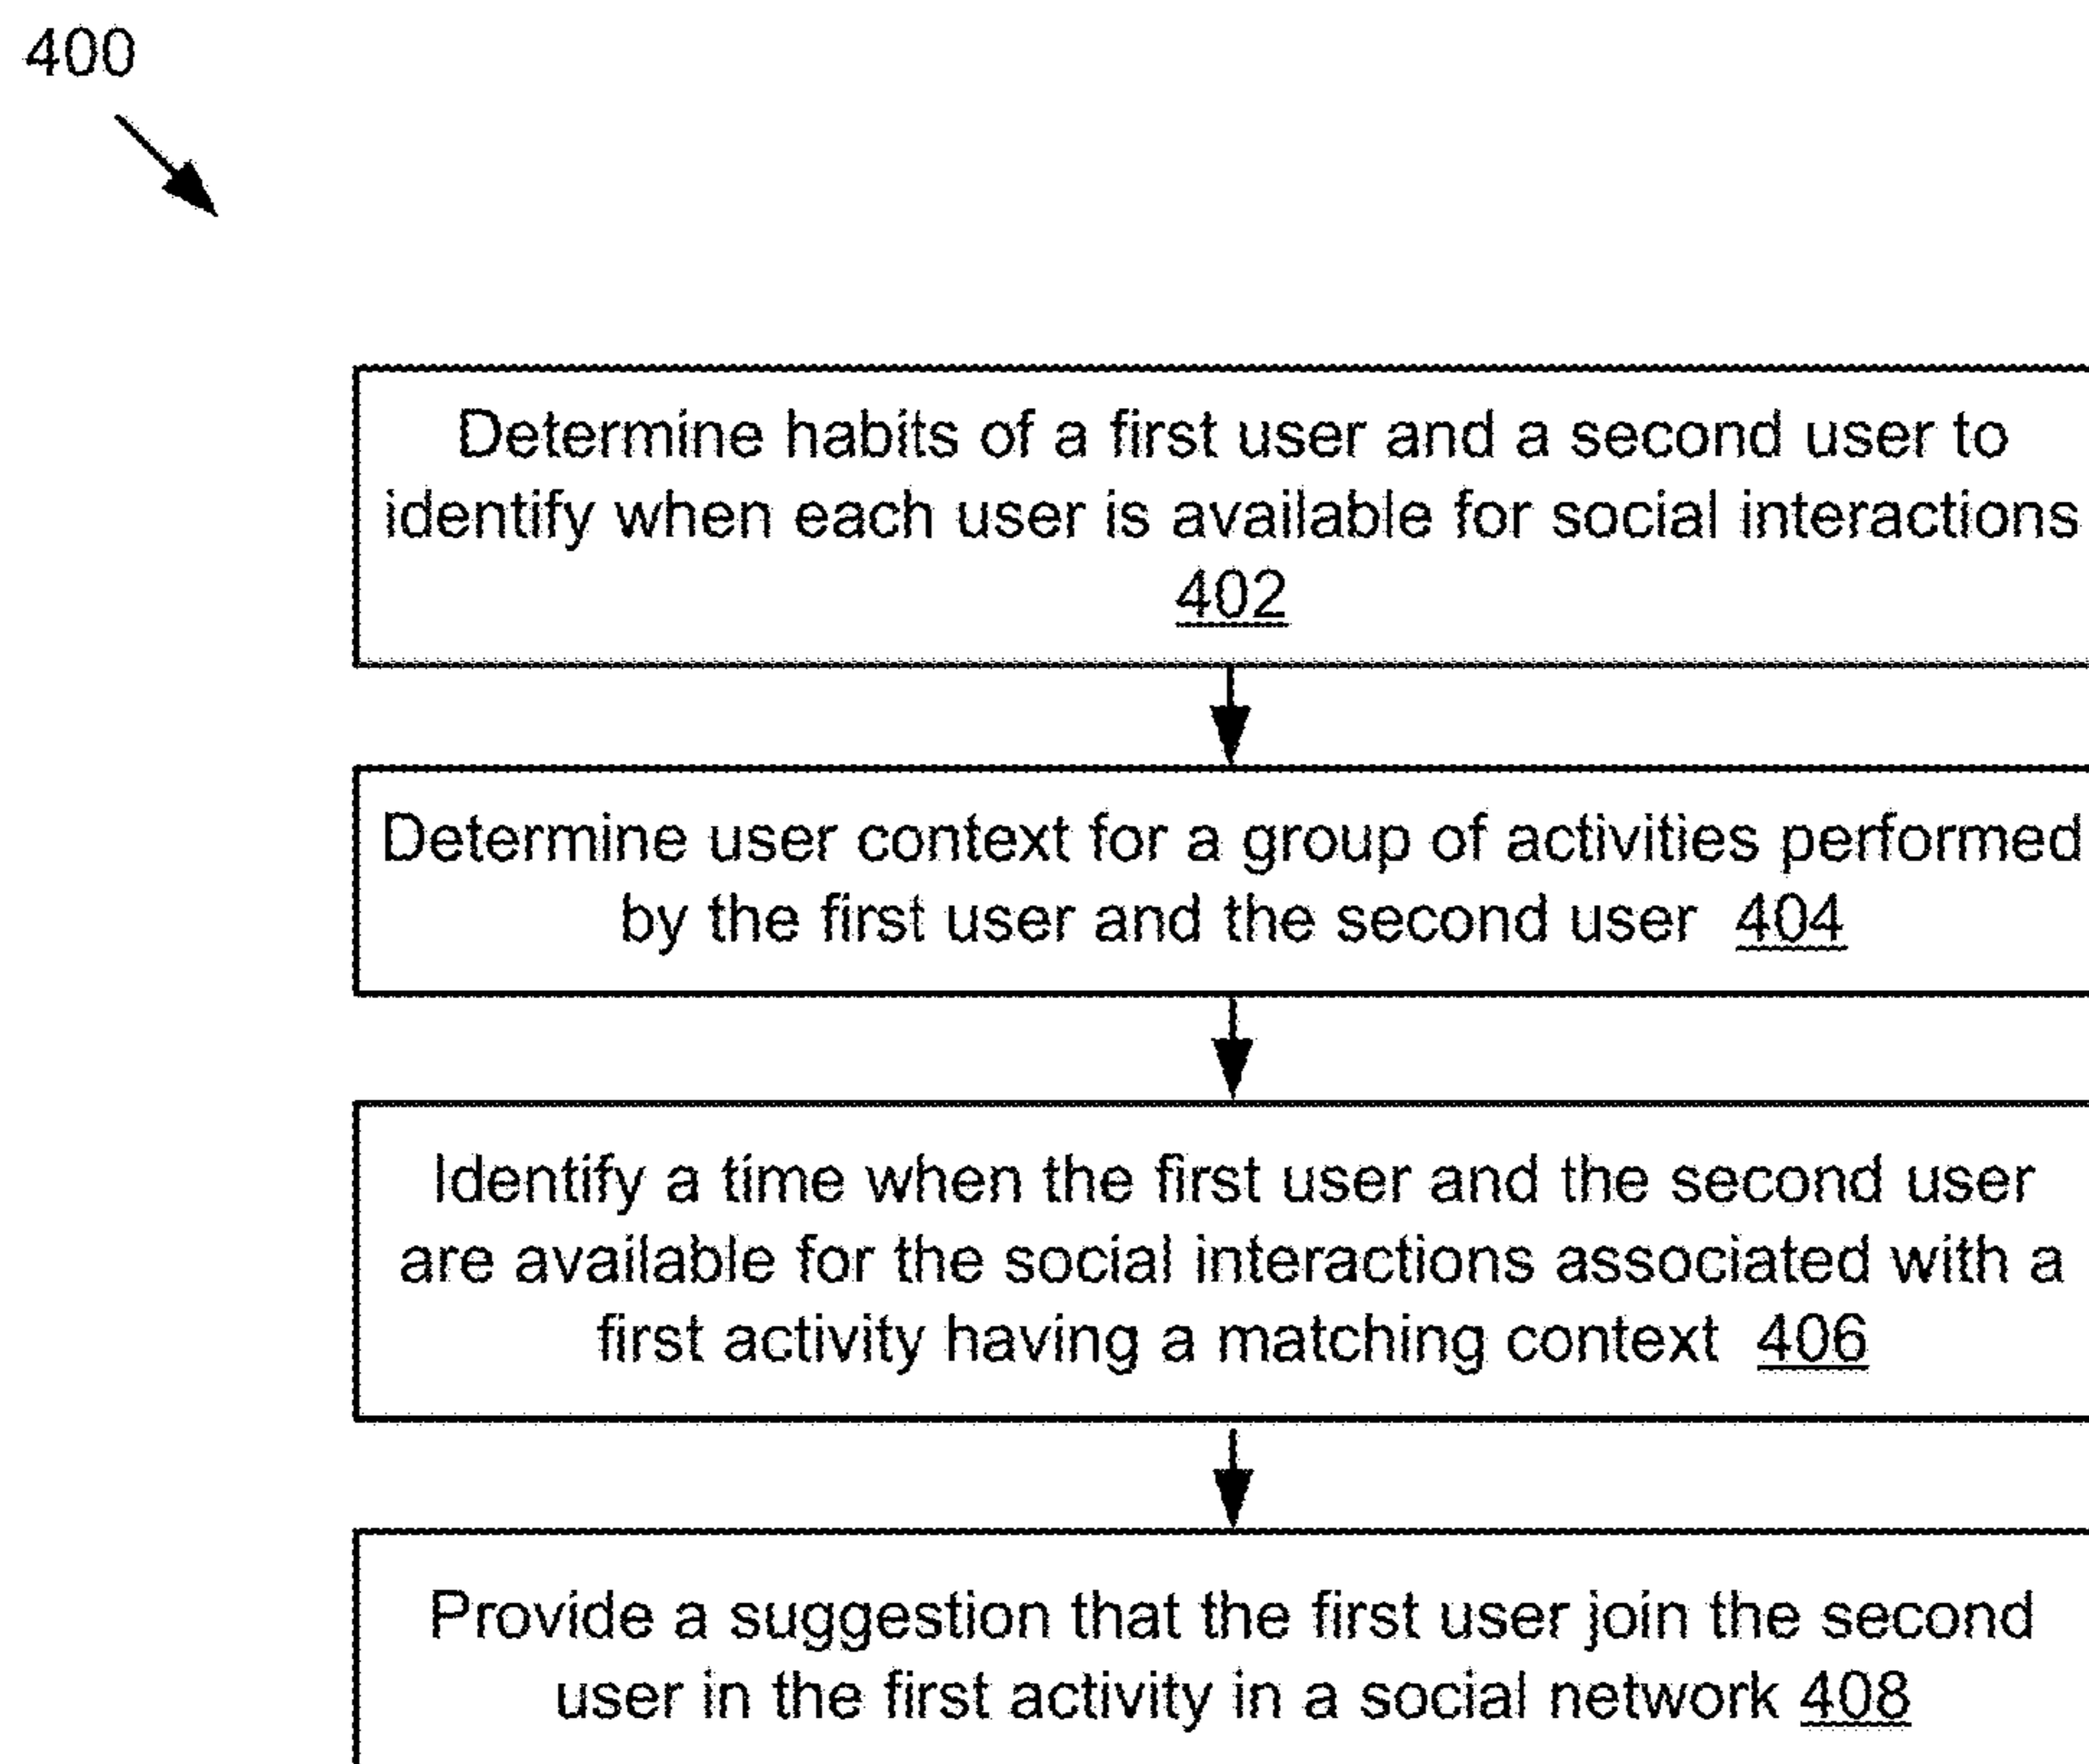 400
Determine habits of a first user and a second user to
identify when each user is available for social interactions
402
Determine user context for a group of activities performed
by the first user and the second user 404
Identify a time when the first user and the second user
are available for the social interactions associated with a
first activity having a matching context 406
Provide a suggestion that the first user join the second
user in the first activity in a social network 408